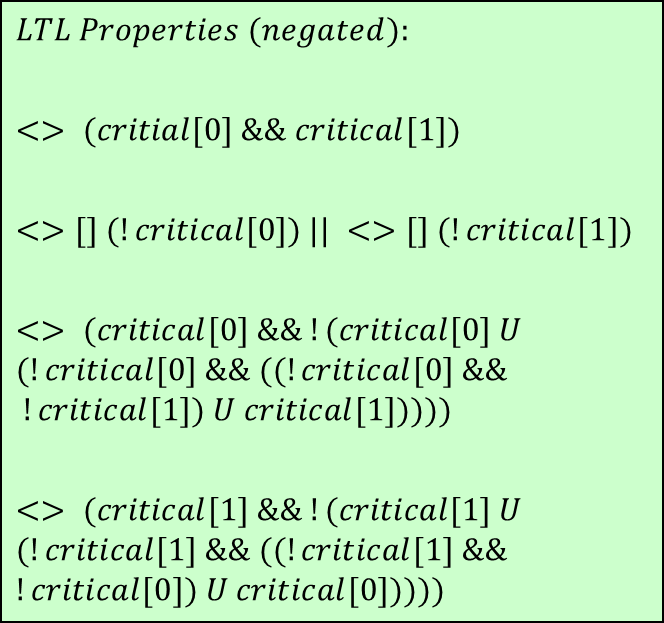 LTL Properties (negated):
<> (critial[0] && critical[1])
<> [] (! critical[0]) || <> [] (! critical[1])
<> (critical[0] && ! (critical[0] U
(! critical[0] && ((! critical[0] &&
! critical[1]) U critical[1]))))
<> (critical[1] && ! (critical[1] U
(! critical[1] && ((! critical[1] &&
! critical[0]) U critical[0]))))